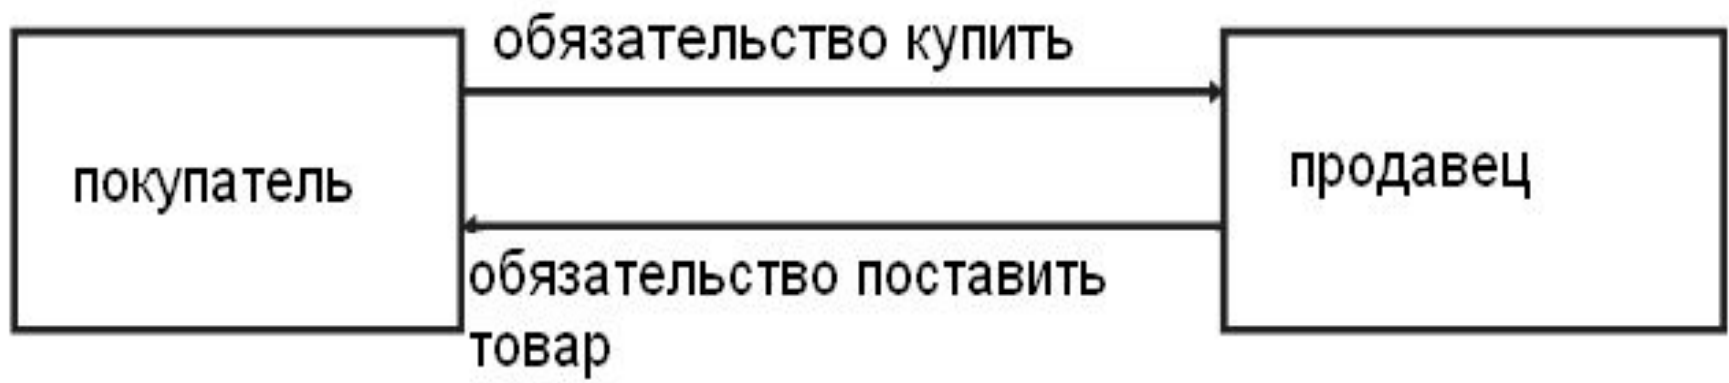 обязательство купить
покупатель
продавец
обязательство поставить
товар